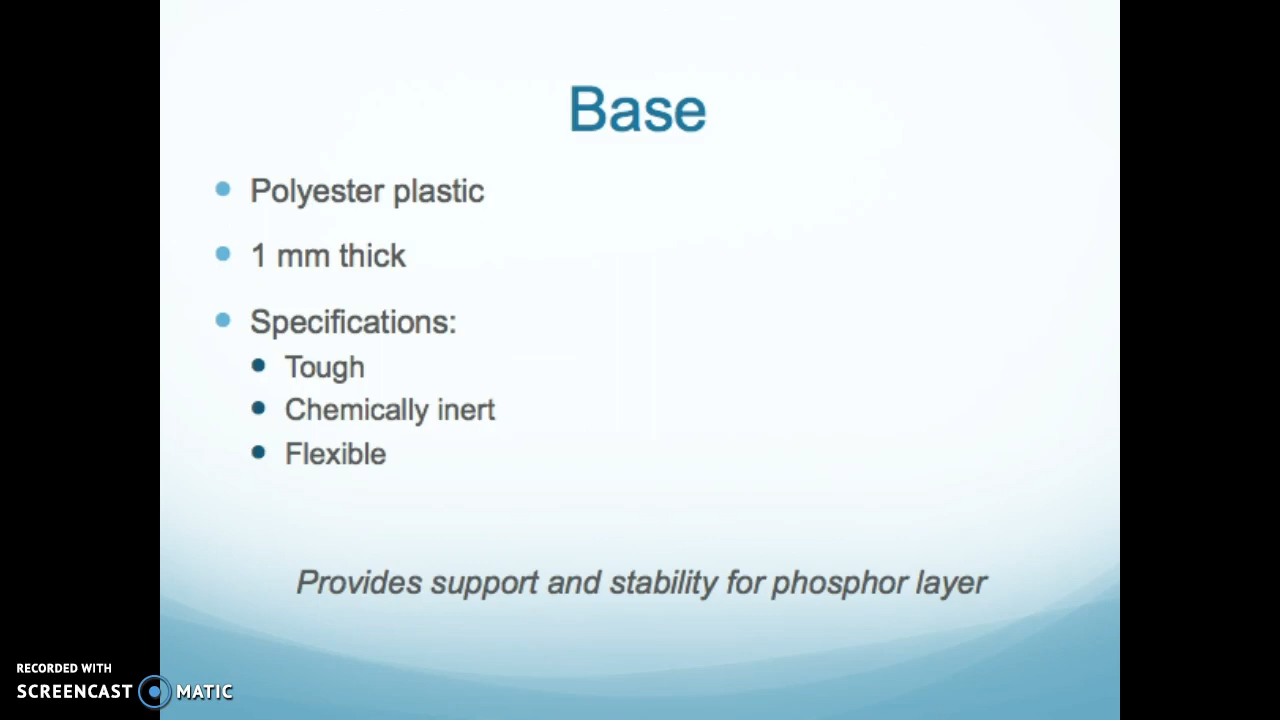 Base
Polyester plastic
1 mm thick
Specifications:
Tough
Chemically inert
Flexible
Provides support and stability for phosphor layer
RECORDED WITH
SCREENCAST MATIC